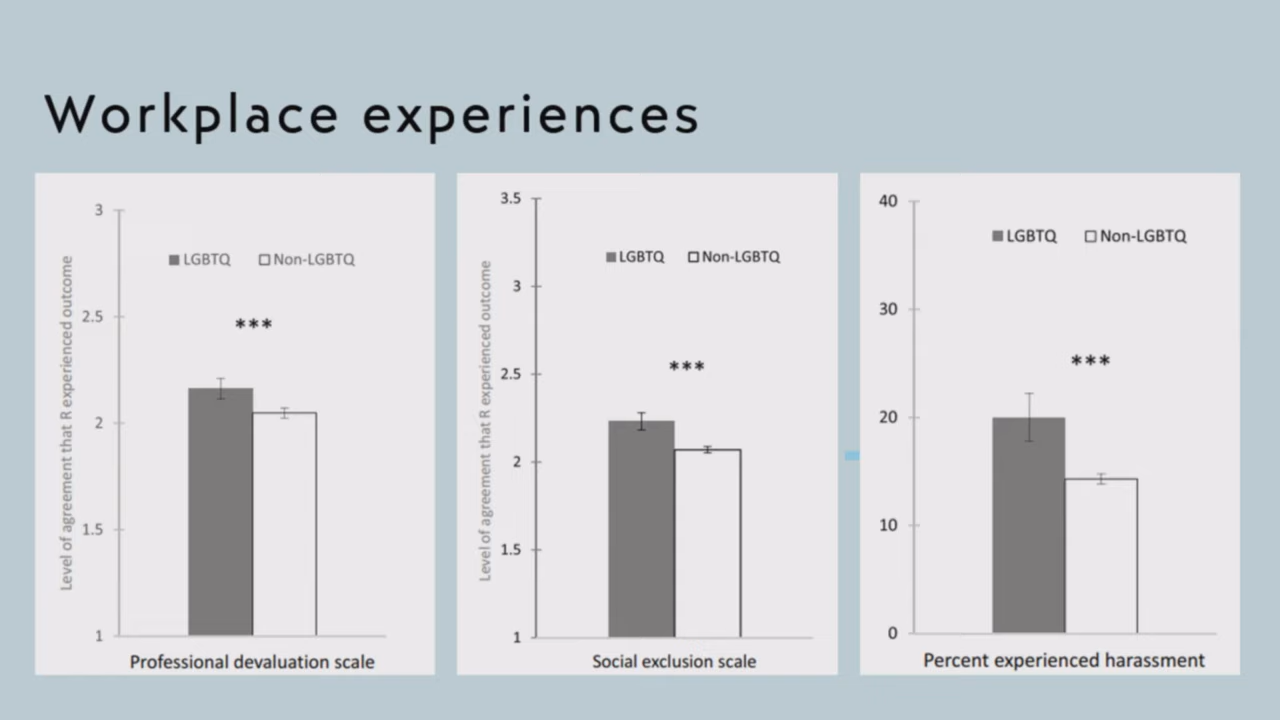 Workplace experiences
3
2.5
2
1.5
1
Level of agreement that R experienced outcome
LGBTQ Non-LGBTQ
***
Professional devaluation scale
3.5
3
2.5
2
1.5
1
Level of agreement that R experienced outcome
LGBTQ Non-LGBTQ
***
Social exclusion scale
40
30
20
10
0
LGBTQ Non-LGBTQ
***
Percent experienced harassment